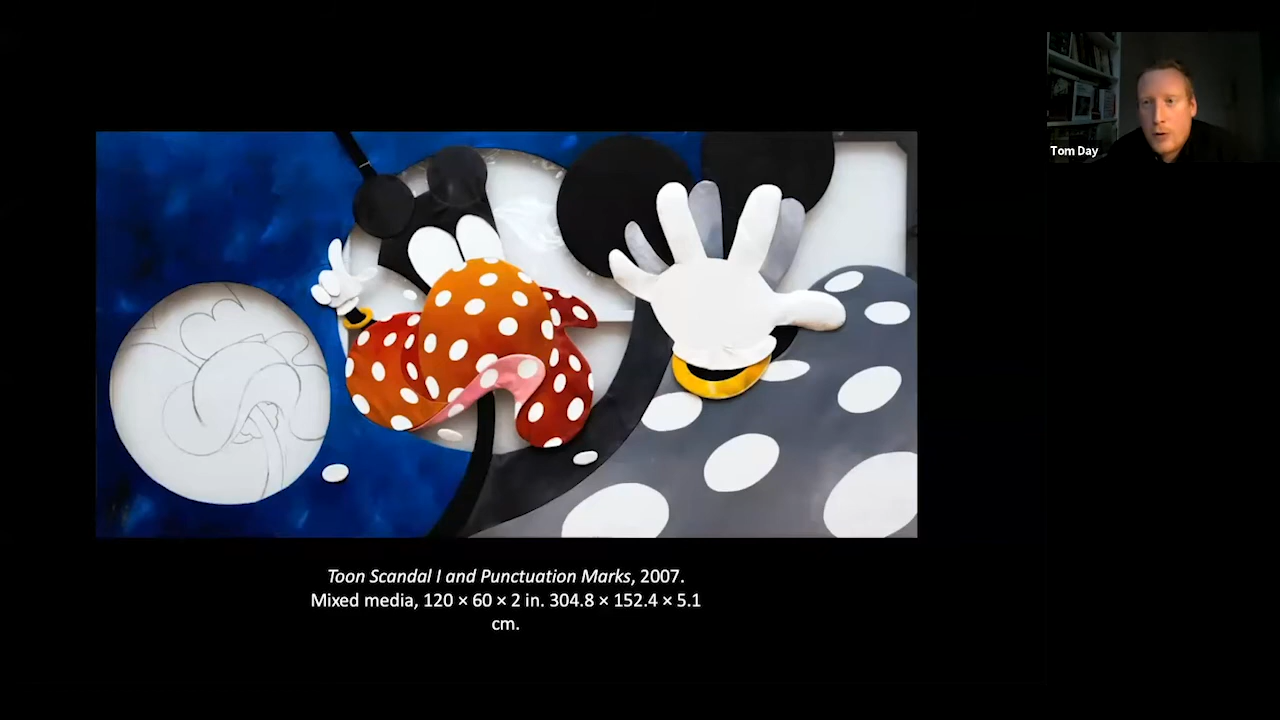 Tom Day
Toon Scandal I and Punctuation Marks, 2007.
Mixed media, 120 × 60 × 2 in. 304.8 × 152.4 × 5.1
cm.